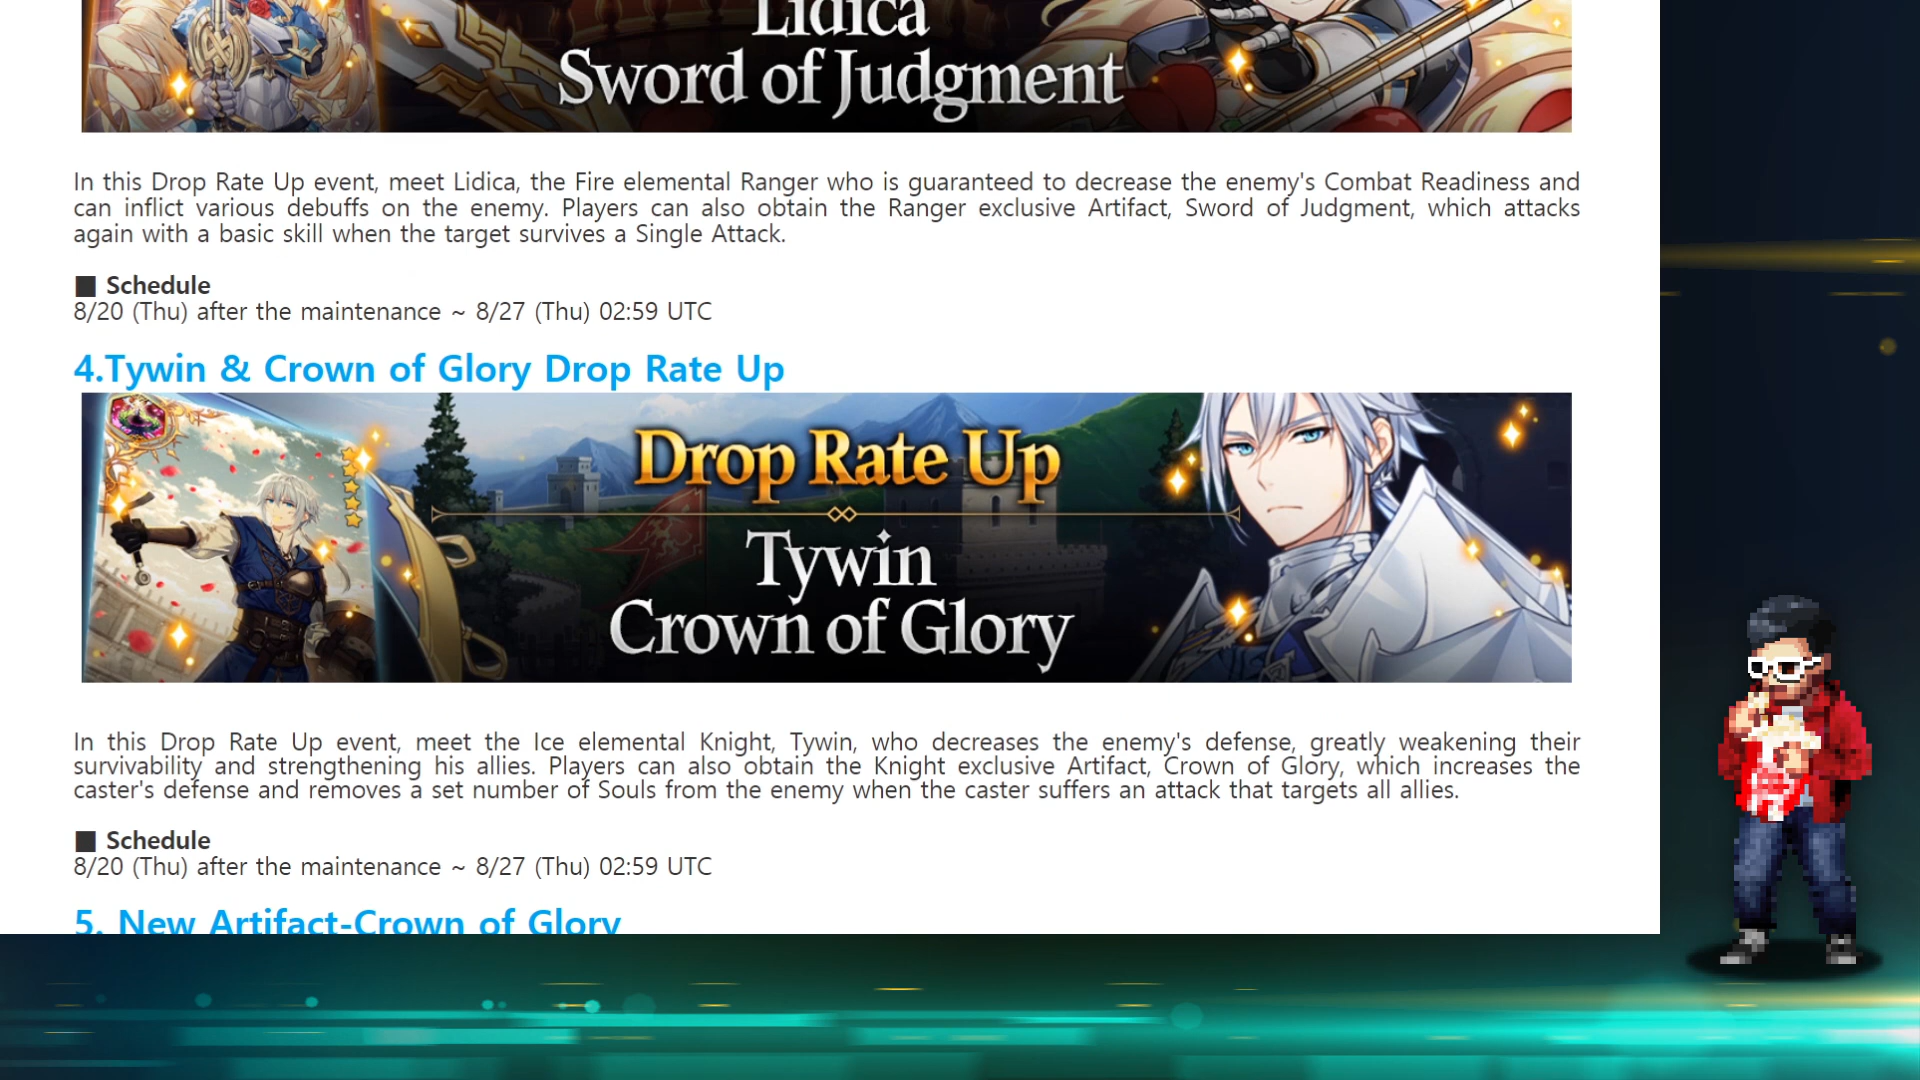 Lidica
Sword of Judgment
In this Drop Rate Up event, meet Lidica, the Fire elemental Ranger who is guaranteed to decrease the enemy's Combat Readiness and
can inflict various debuffs on the enemy. Players can also obtain the Ranger exclusive Artifact, Sword of Judgment, which attacks
again with a basic skill when the target survives a Single Attack.
■ Schedule
8/20 (Thu) after the maintenance ~ 8/27 (Thu) 02:59 UTC
4.Tywin & Crown of Glory Drop Rate Up
Drop Rate Up
Tywin
Crown of Glory
In this Drop Rate Up event, meet the Ice elemental Knight, Tywin, who decreases the enemy's defense, greatly weakening their
survivability and strengthening his allies. Players can also obtain the Knight exclusive Artifact, Crown of Glory, which increases the
caster's defense and removes a set number of Souls from the enemy when the caster suffers an attack that targets all allies.
■ Schedule
8/20 (Thu) after the maintenance ~ 8/27 (Thu) 02:59 UTC
5. New Artifact-Crown of Glory